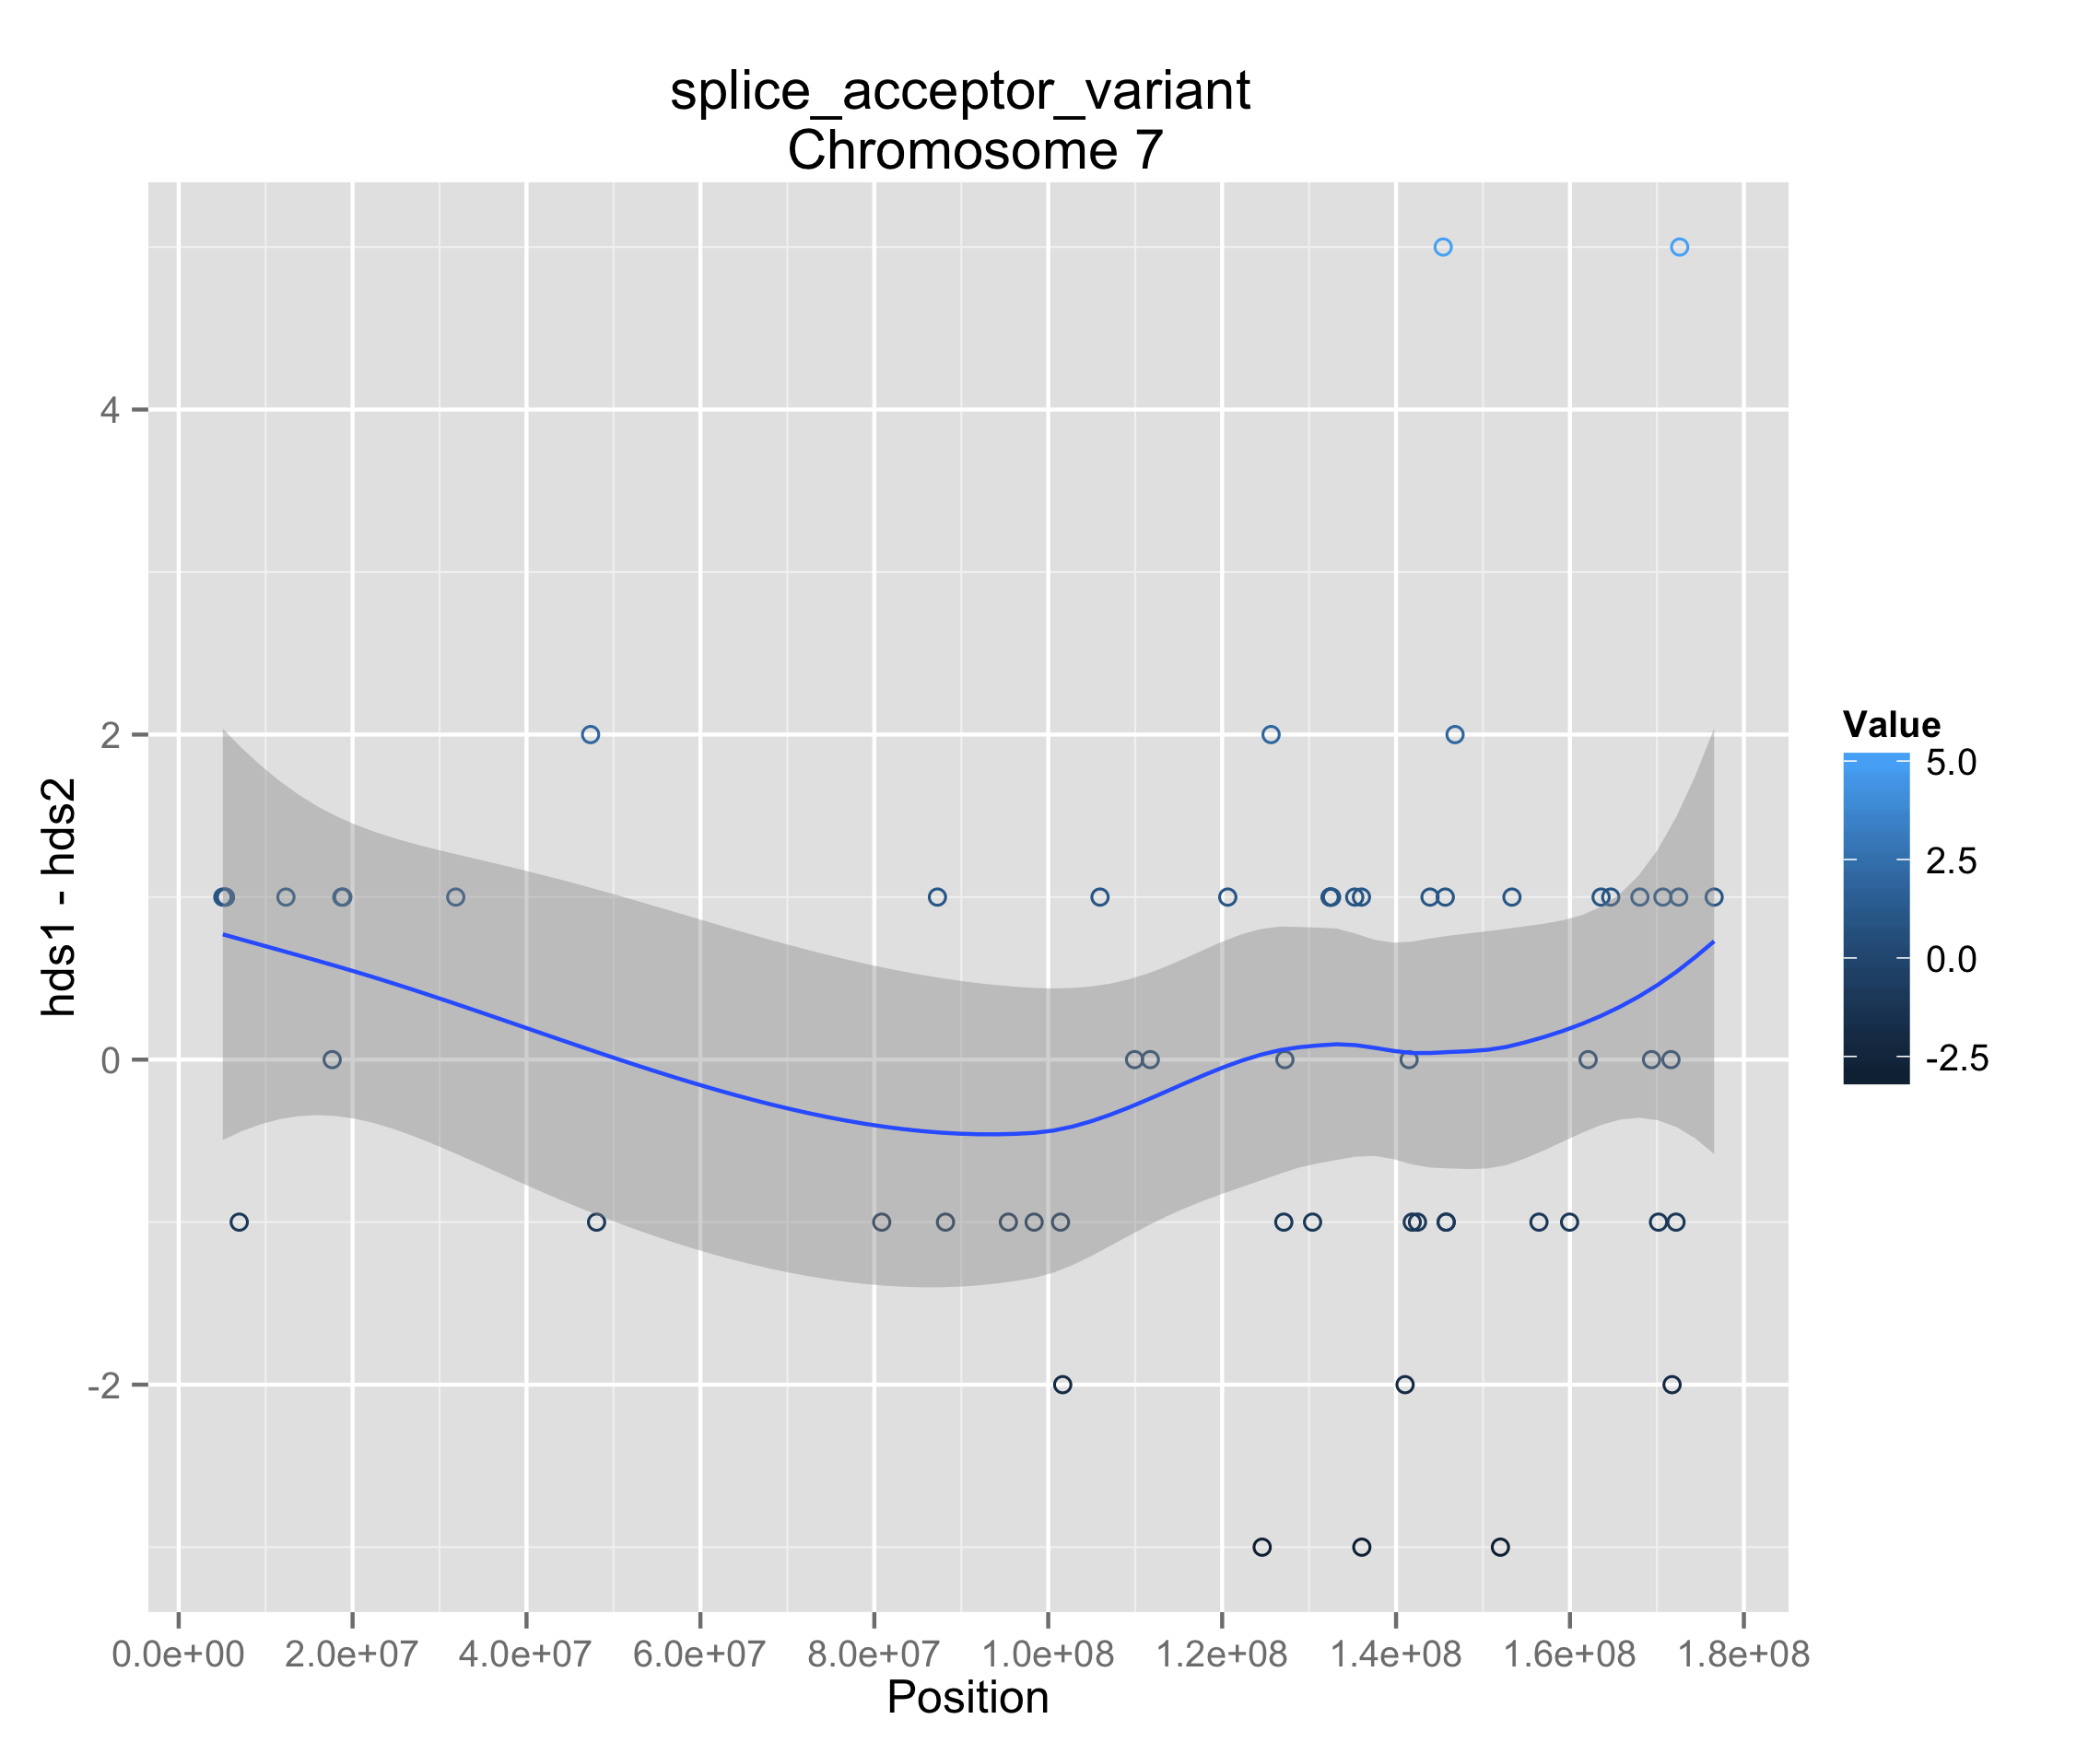 splice_acceptor_variant
Chromosome 7
hds1 - hds2
4
2
0
-2
0.0e+00 2.0e+07 4.0e+07 6.0e+07 8.0e+07 1.0e+08 1.2e+08 1.4e+08 1.6e+08 1.8e+08
Position
Value
5.0
2.5
0.0
-2.5